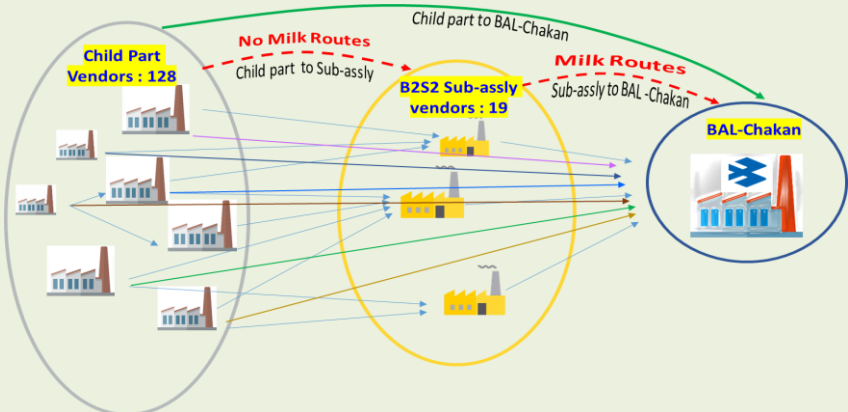 Child part to BAL-Chakan
Child Part
Vendors : 128
No Milk Routes
Child part to Sub-assly
B2S2 Sub-assly
vendors : 19
Milk Routes
Sub-assly to BAL -Chakan
BAL-Chakan